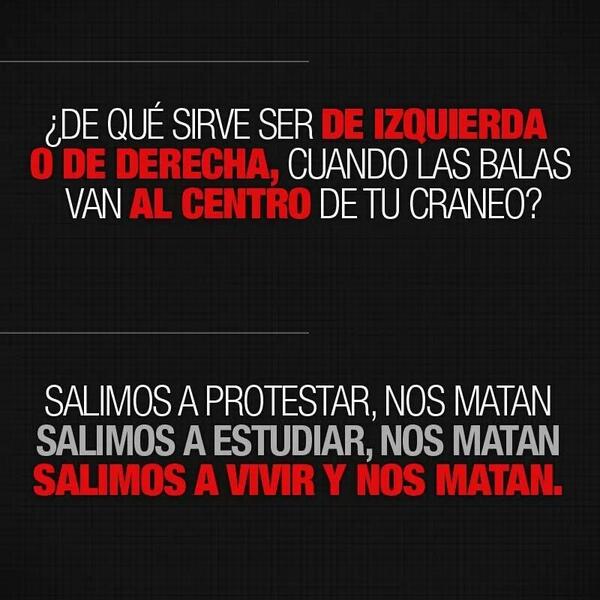 ¿DE QUÉ SIRVE SER DE IZQUIERDA
O DE DERECHA, CUANDO LAS BALAS
VAN AL CENTRO DE TU CRANEO?
SALIMOS A PROTESTAR, NOS MATAN
SALIMOS A ESTUDIAR, NOS MATAN
SALIMOS A VIVIR Y NOS MATAN.